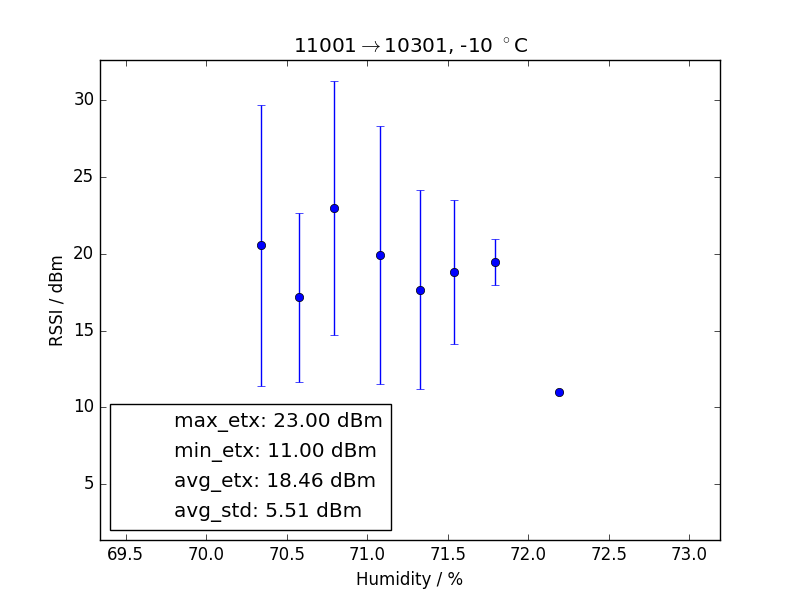 11001→10301, -10 °C
RSSI / dBm
30
25
20
15
10
5
max_etx: 23.00 dBm
min_etx: 11.00 dBm
avg_etx: 18.46 dBm
avg_std: 5.51 dBm
69.5 70.0 70.5 71.0 71.5 72.0 72.5 73.0
Humidity / %